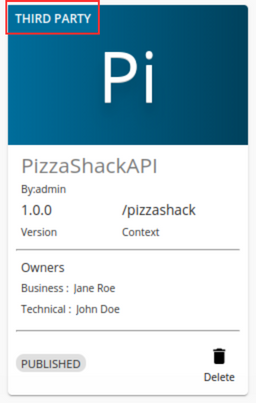 THIRD PARTY
Pi
PizzaShackAPI
By:admin
1.0.0 /pizzashack
Version Context
Owners
Business : Jane Roe
Technical : John Doe
PUBLISHED
Delete